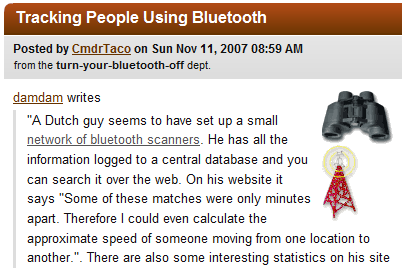 Tracking People Using Bluetooth
Posted by CmdrTaco on Sun Nov 11, 2007 08:59 AM
from the turn-your-bluetooth-off dept.
damdam writes
"A Dutch guy seems to have set up a small
network of bluetooth scanners. He has all the
information logged to a central database and you
can search it over the web. On his website it
says "Some of these matches were only minutes
apart. Therefore I could even calculate the
approximate speed of someone moving from one location to
another.". There are also some interesting statistics on his site